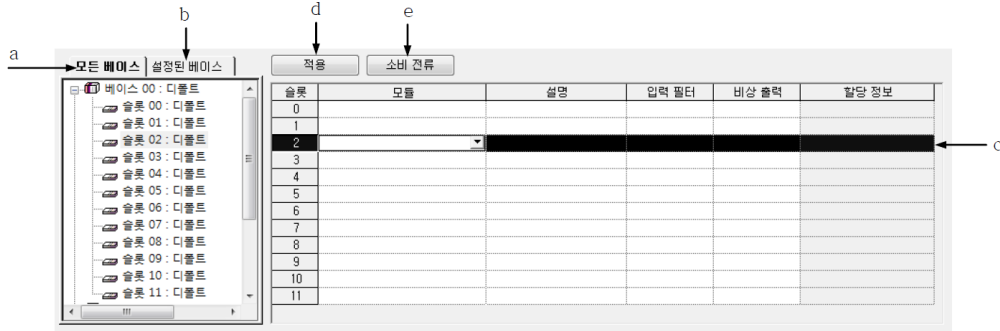 d
e
b
a
c
모든 베이스 설정된 베이스
적용 소비 전류
베이스 00 : 디폴트
슬롯 00 : 디폴트
슬롯 01 : 디폴트
슬롯 02 : 디폴트
슬롯 03 : 디폴트
슬롯 04 : 디폴트
슬롯 05 : 디폴트
슬롯 06 : 디폴트
슬롯 07 : 디폴트
슬롯 08 : 디폴트
슬롯 09 : 디폴트
슬롯 10 : 디폴트
슬롯 11 : 디폴트
슬롯 모듈 설명 입력 필터 비상 출력 할당 정보
0
1
2
3
4
5
6
7
8
9
10
11